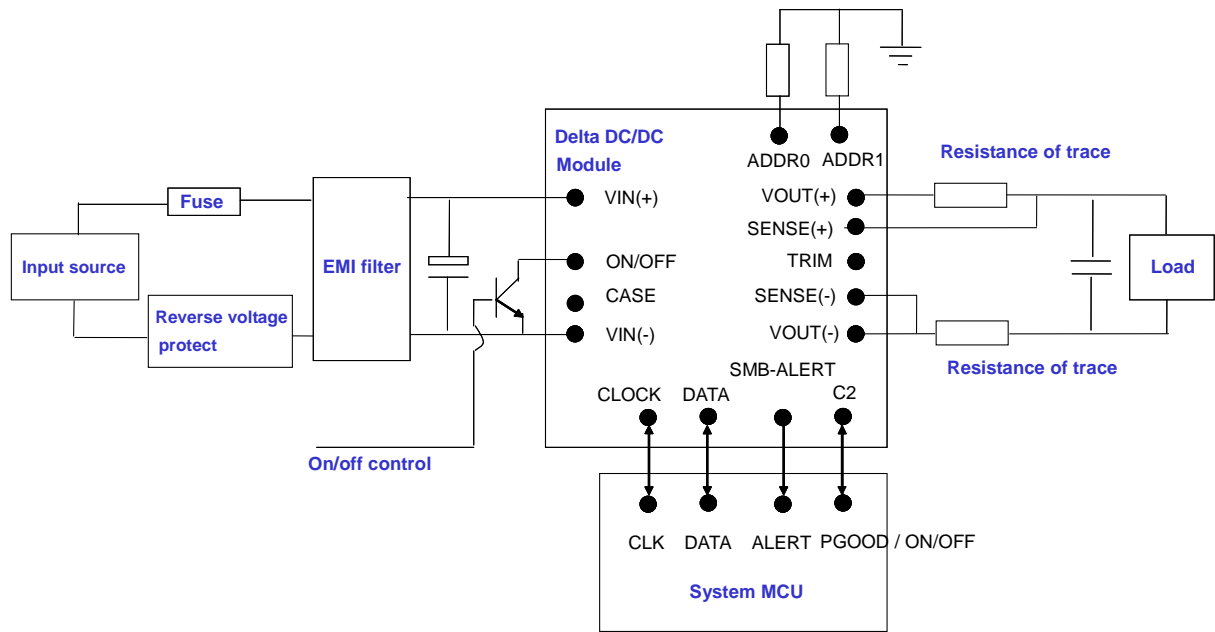 Delta DC/DC
Module
ADDR0 ADDR1
Resistance of trace
Fuse
VIN(+)
VOUT(+)
SENSE(+)
Input source
EMI filter
ON/OFF
TRIM
Load
CASE
SENSE(-)
Reverse voltage
protect
VIN(-)
VOUT(-)
SMB-ALERT
Resistance of trace
CLOCK DATA
C2
On/off control
CLK DATA ALERT PGOOD / ON/OFF
System MCU